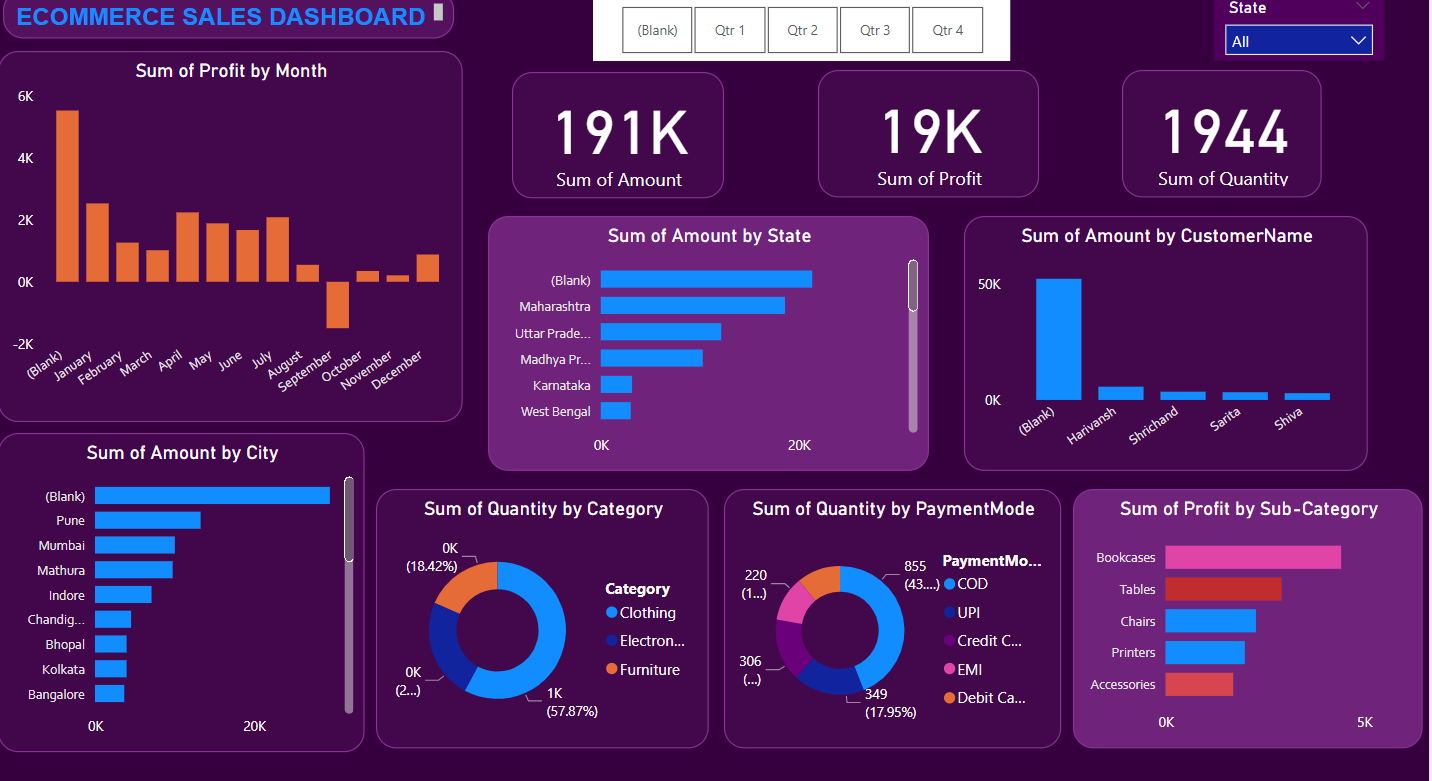 ECOMMERCE SALES DASHBOARD
(Blank)
Qtr 1
Qtr 2
Qtr 3
Qtr 4
State
All
Sum of Profit by Month
6K
4K
2K
0K
-2K
(Blank)
January
February
March
April
May
June
July
August
September
October
November
December
191K
Sum of Amount
19K
Sum of Profit
1944
Sum of Quantity
Sum of Amount by State
(Blank)
Maharashtra
Uttar Prade...
Madhya Pr...
Karnataka
West Bengal
0K
20K
Sum of Amount by CustomerName
50K
0K
(Blank)
Harivansh
Shrichand
Sarita
Shiva
Sum of Amount by City
(Blank)
Pune
Mumbai
Mathura
Indore
Chandig...
Bhopal
Kolkata
Bangalore
0K
20K
Sum of Quantity by Category
0K
(18.42%)
0K
(2...)
1K
(57.87%)
Category
Clothing
Electron...
Furniture
Sum of Quantity by PaymentMode
855
(43....)
220
(1...)
306
(...)
349
(17.95%)
PaymentMo...
COD
UPI
Credit C...
EMI
Debit Ca...
Sum of Profit by Sub-Category
Bookcases
Tables
Chairs
Printers
Accessories
0K
5K